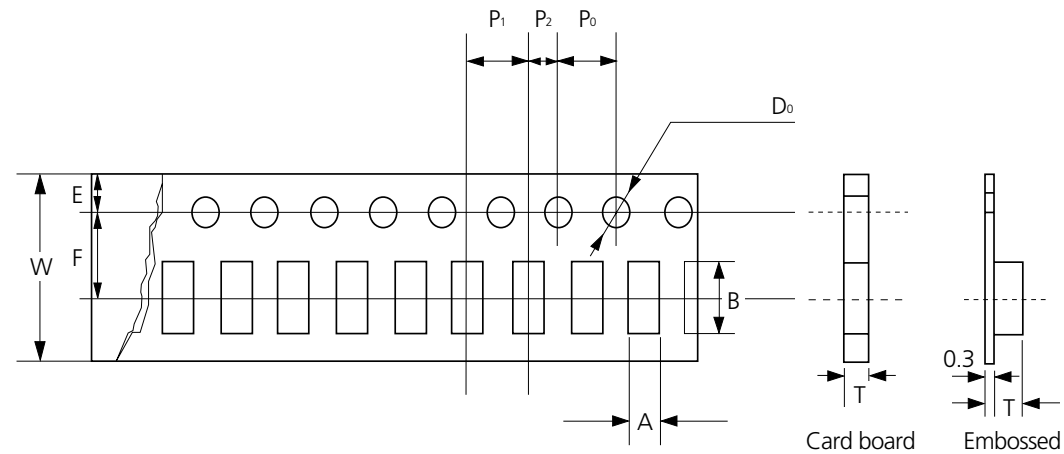 P₁ P₂ P₀
D₀
E
F
W
B
0.3
T
T
A
Card board
Embossed